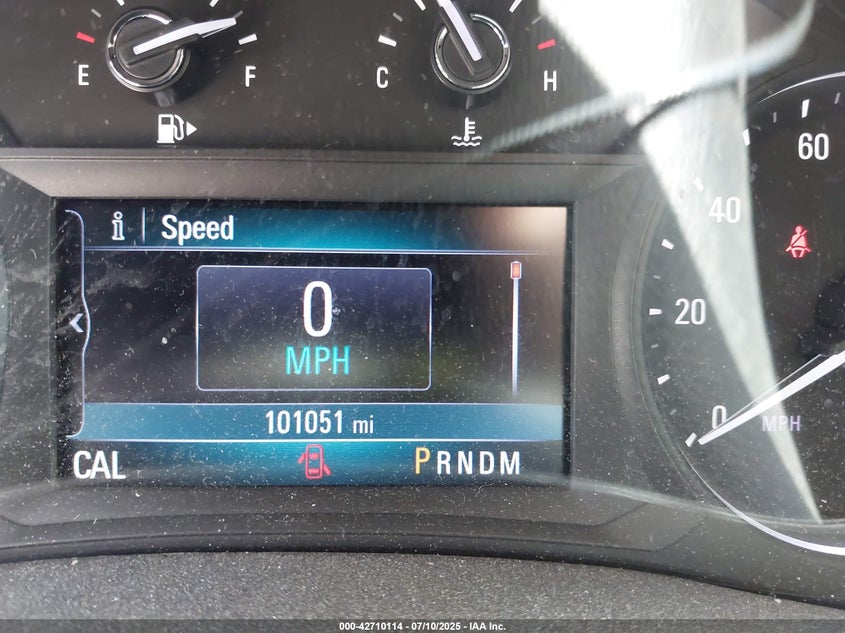 E F
C H
60
40
20
0
MPH
i Speed
0
MPH
101051 mi
CAL
PRNDM
000-42710114 - 07/10/2025 - IAA Inc.